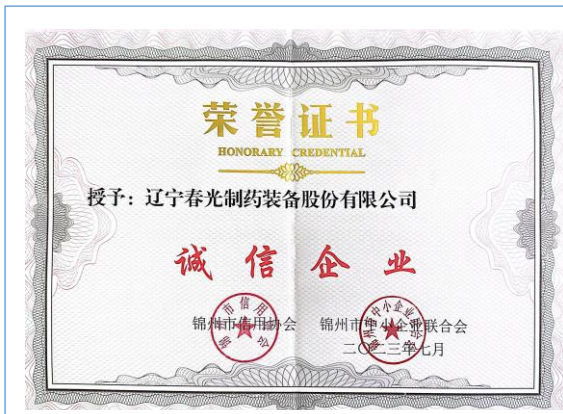 荣誉证书
HONORARY CREDENTIAL
授予：辽宁春光制药装备股份有限公司
诚信企业
锦州市信用协会 锦州市中小企业联合会
二〇二三年七月